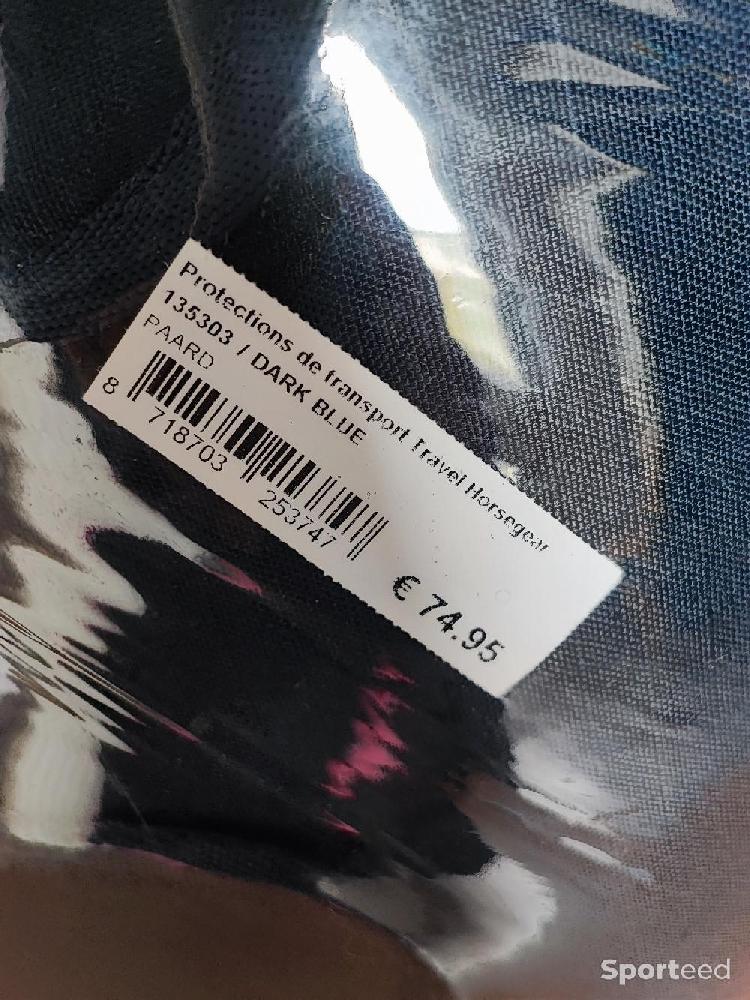 Protections de transport Travel Horsegear
135303 / DARK BLUE
PAARD
8 718703 253747
€ 74.95
Sporteed